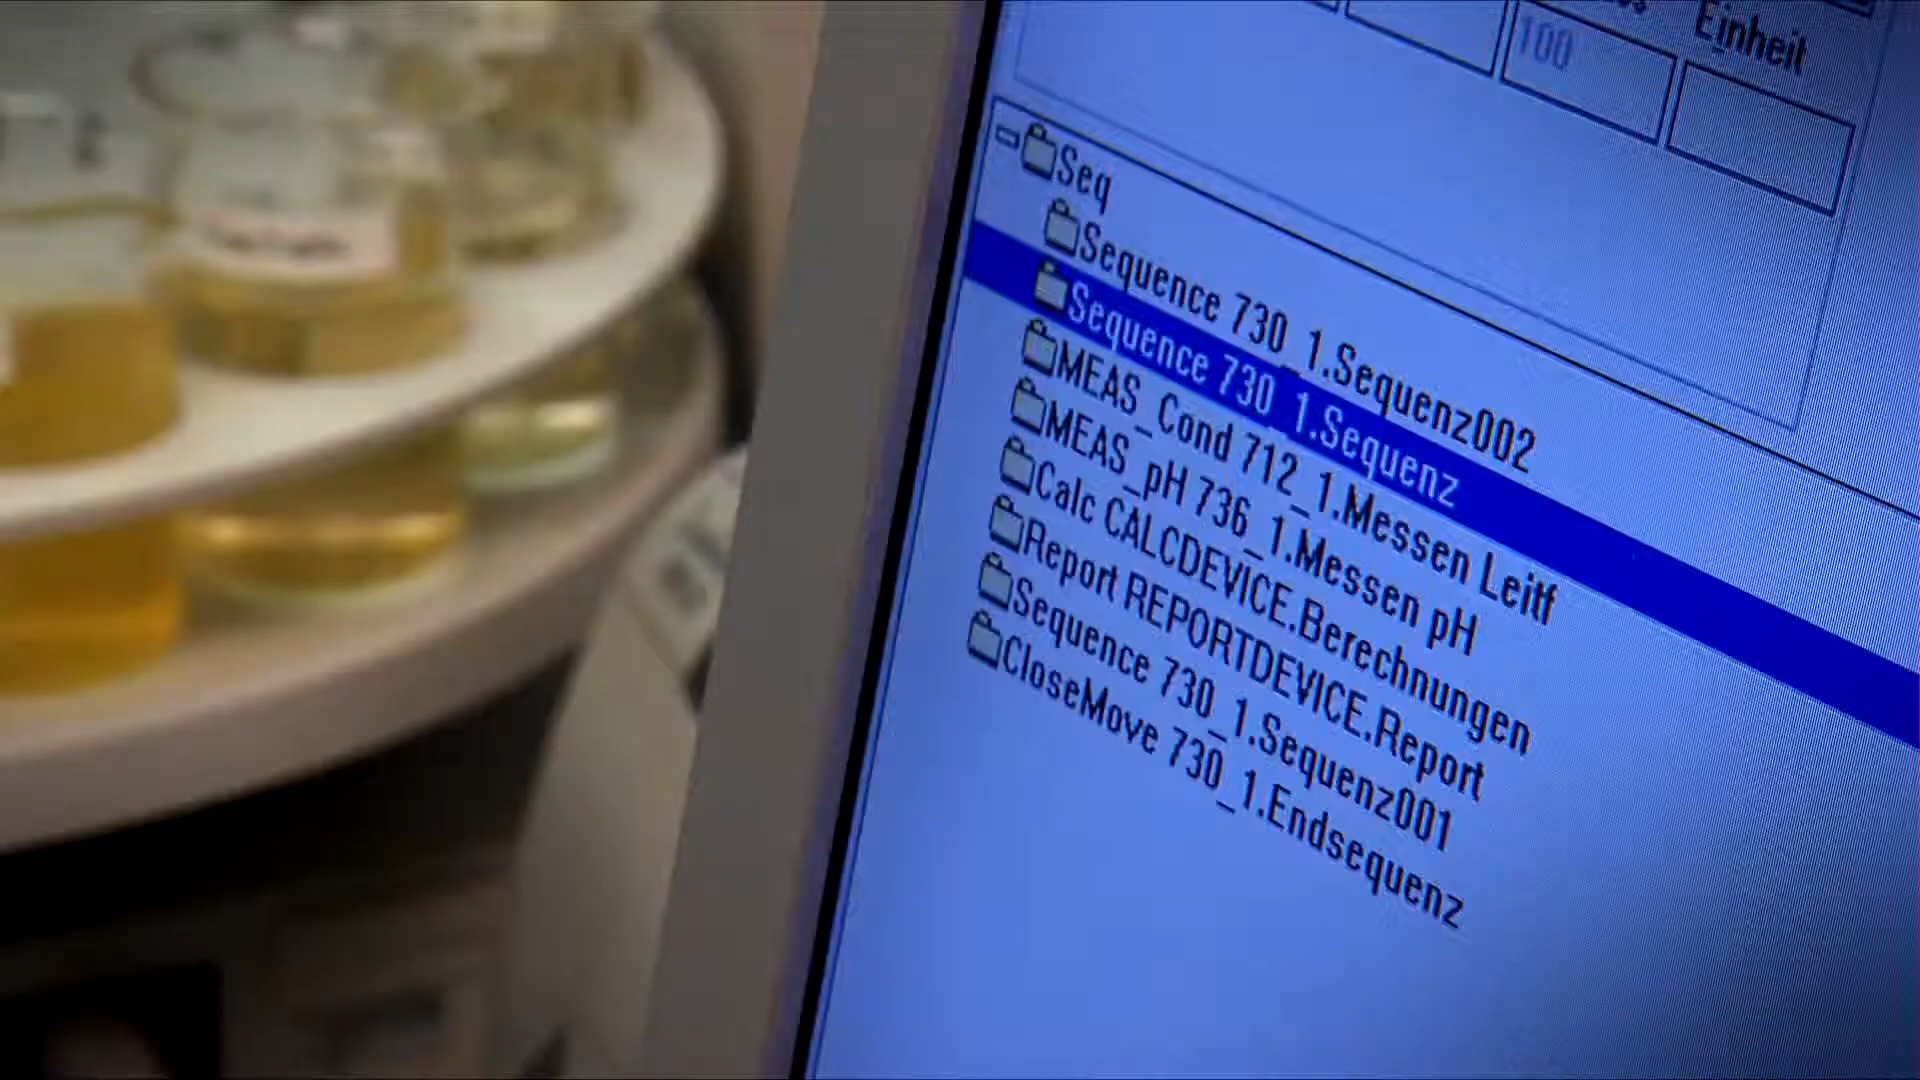 Einheit
100
Seq
Sequence 730_1.Sequenz002
Sequence 730_1.Sequenz
MEAS_Cond 712_1.Messen Leitf
MEAS_pH 736_1.Messen pH
Calc CALCDEVICE.Berechnungen
Report REPORTDEVICE.Report
Sequence 730_1.Sequenz001
CloseMove 730_1.Endsequenz